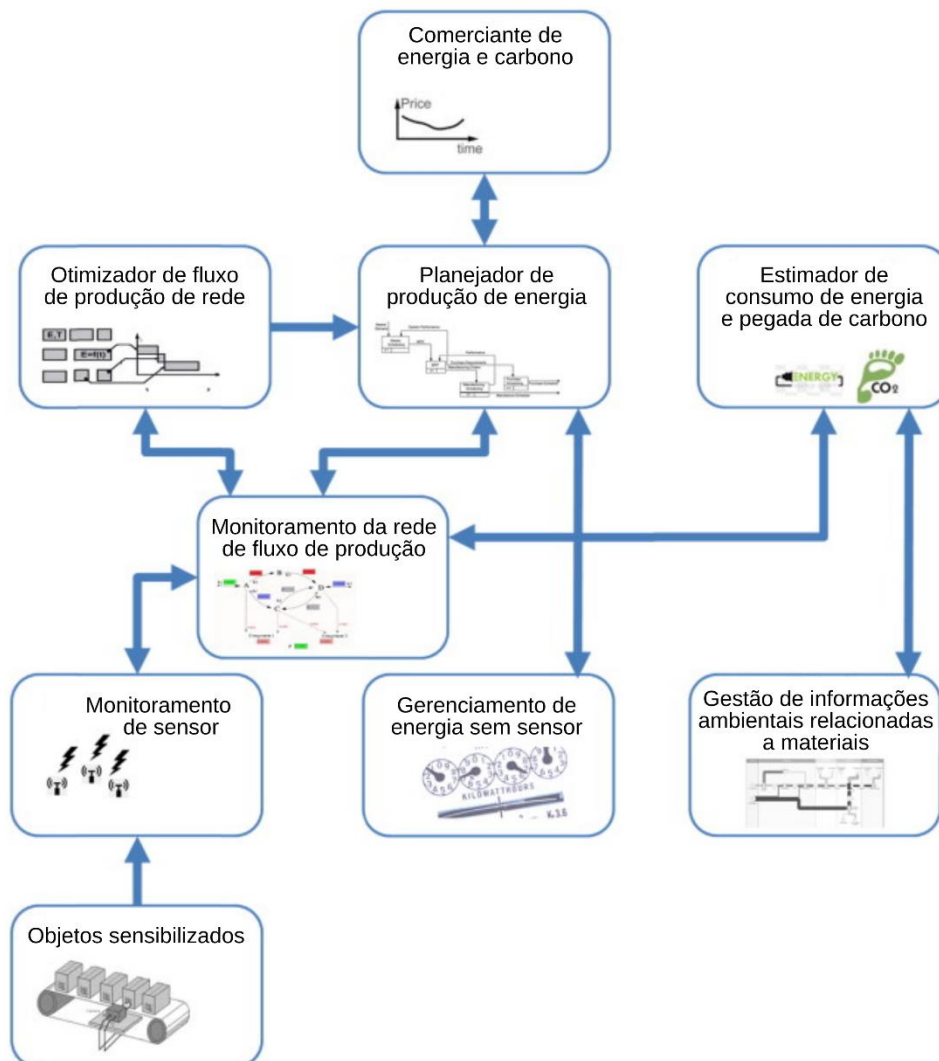 Comerciante de
energia e carbono
Price
time
Otimizador de fluxo
de produção de rede
E,T
E=f(t)
Planejador de
produção de energia
Estimador de
consumo de energia
e pegada de carbono
ENERGY
CO2
Monitoramento da rede
de fluxo de produção
A
B
C
D
Monitoramento
de sensor
Gerenciamento de
energia sem sensor
KILOWATTHOURS
Gestão de informações
ambientais relacionadas
a materiais
Objetos sensibilizados